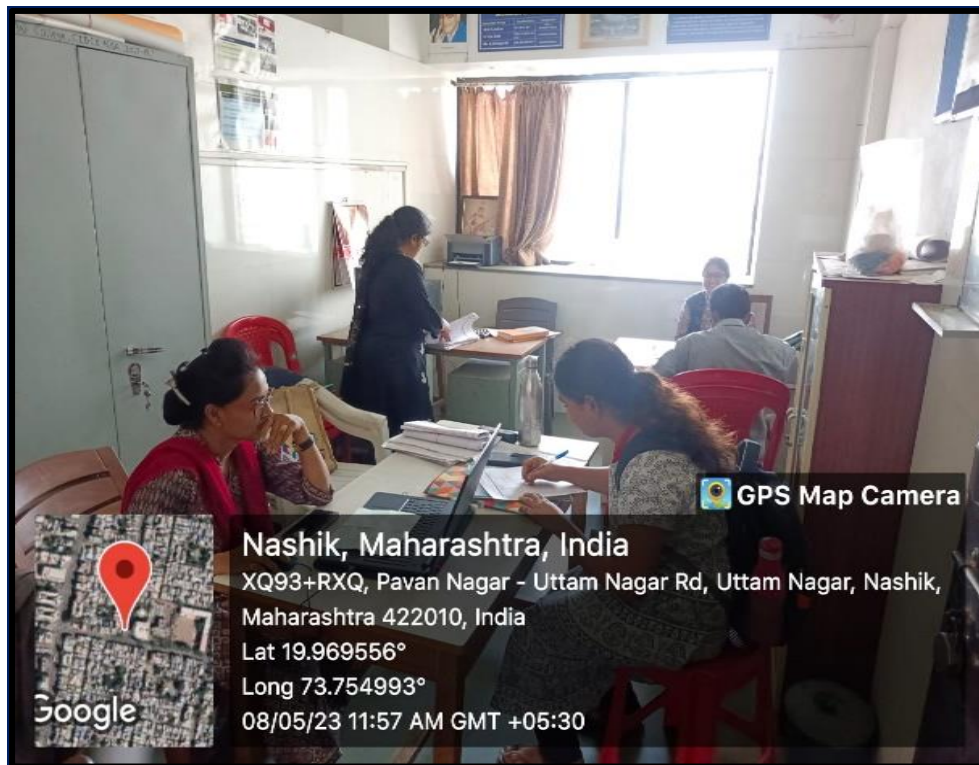 GPS Map Camera
Nashik, Maharashtra, India
XQ93+RXQ, Pavan Nagar - Uttam Nagar Rd, Uttam Nagar, Nashik,
Maharashtra 422010, India
Lat 19.969556°
Long 73.754993°
08/05/23 11:57 AM GMT +05:30
Google